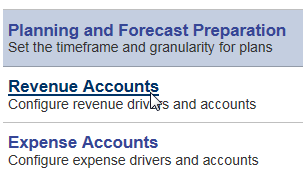 Planning and Forecast Preparation
Set the timeframe and granularity for plans
Revenue Accounts
Configure revenue drivers and accounts
Expense Accounts
Configure expense drivers and accounts